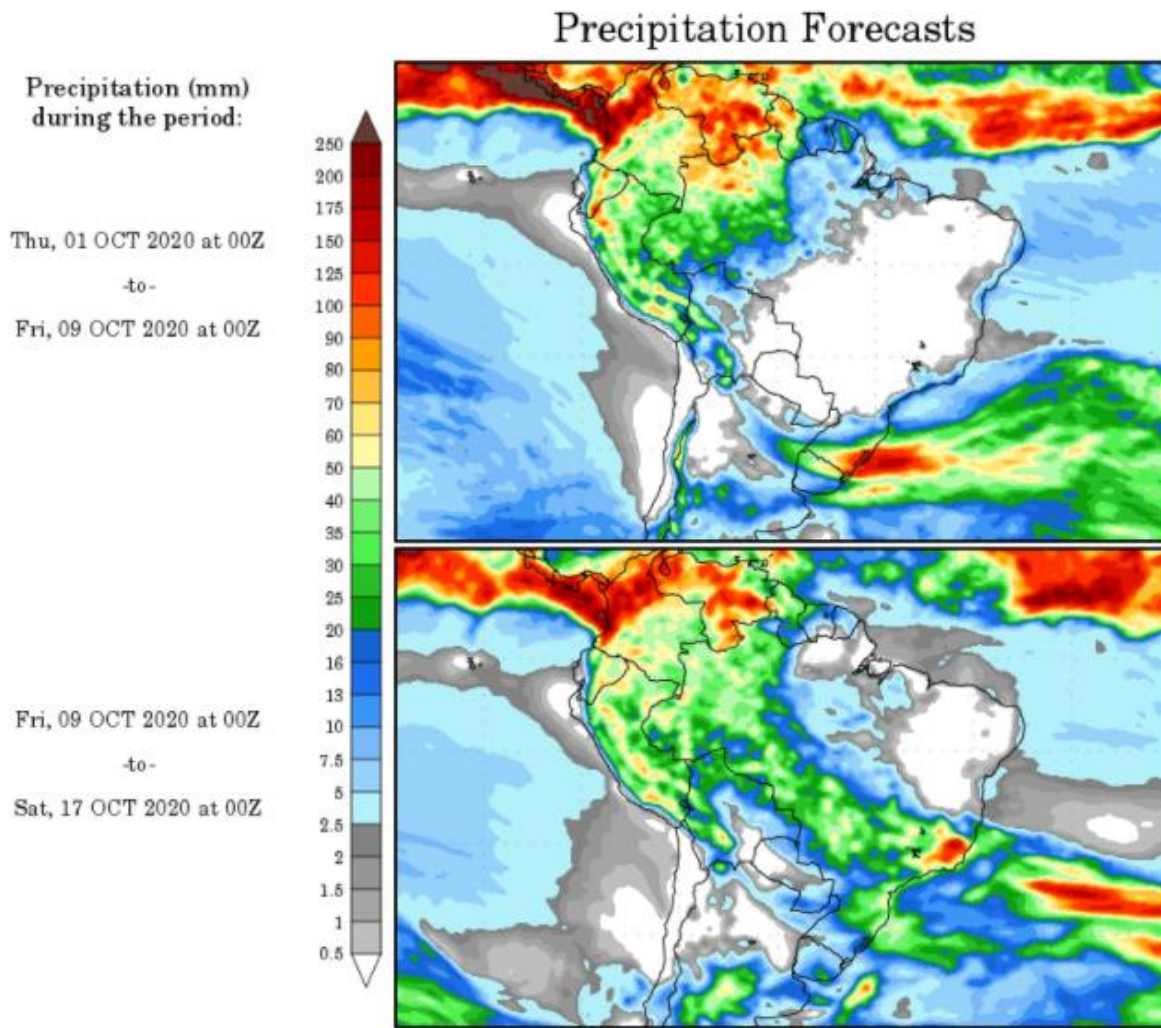 Precipitation Forecasts
Precipitation (mm)
during the period:
Thu, 01 OCT 2020 at 00Z
-to-
Fri, 09 OCT 2020 at 00Z
Fri, 09 OCT 2020 at 00Z
-to-
Sat, 17 OCT 2020 at 00Z
250
200
175
150
125
100
90
80
70
60
50
40
35
30
25
20
16
13
10
7.5
5
2.5
2
1.5
1
0.5